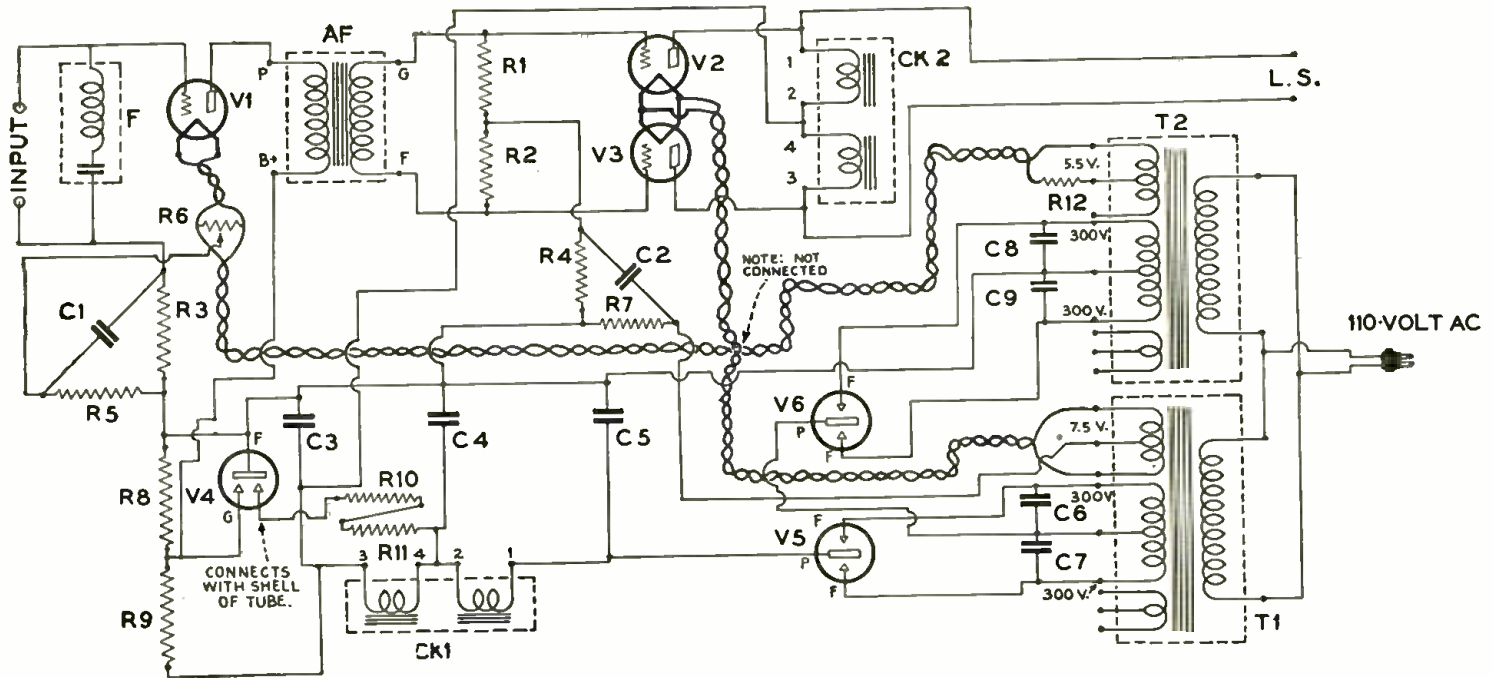 AF
P
G
B+
F
INPUT
F
V1
R1
R2
V2
V3
1
2
4
3
CK 2
L.S.
T2
5.5 V.
R12
300 V
300 V.
C8
C9
R6
R4
C2
R7
NOTE: NOT
CONNECTED
C1
R3
R5
110-VOLT AC
F
V4
G
R8
R9
C3
C4
C5
R10
R11
CONNECTS
WITH SHELL
OF TUBE.
3
4
2
1
CK1
F
V6
P
F
7.5 V.
300V
C6
C7
300 V.
F
V5
P
F
T1